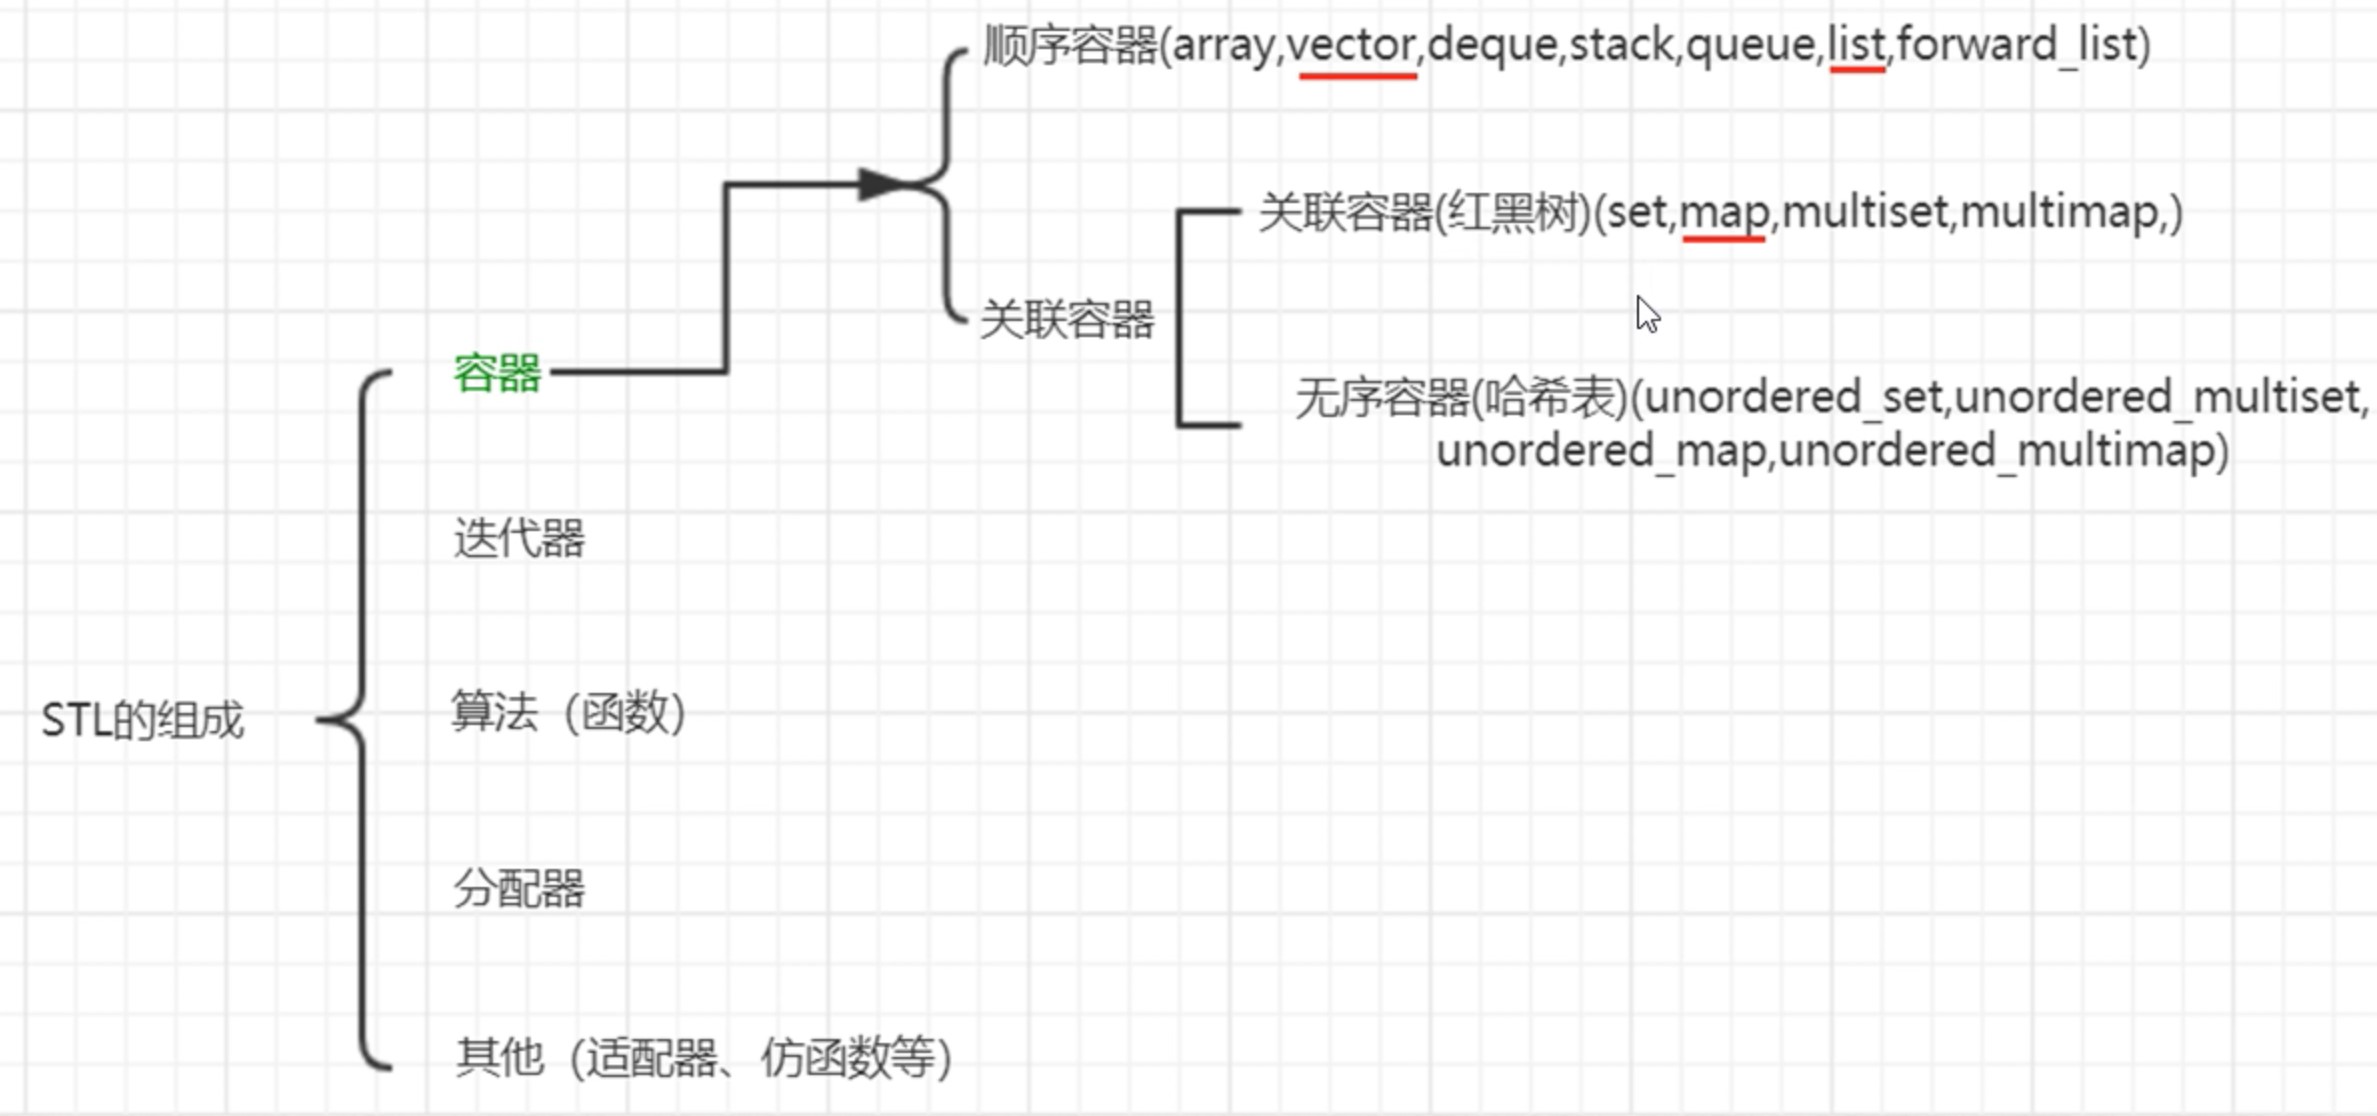 顺序容器(array,vector,deque,stack,queue,list,forward_list)
关联容器(红黑树)(set,map,multiset,multimap,)
关联容器
容器
无序容器(哈希表)(unordered_set,unordered_multiset,
unordered_map,unordered_multimap)
迭代器
算法（函数）
STL的组成
分配器
其他（适配器、仿函数等）